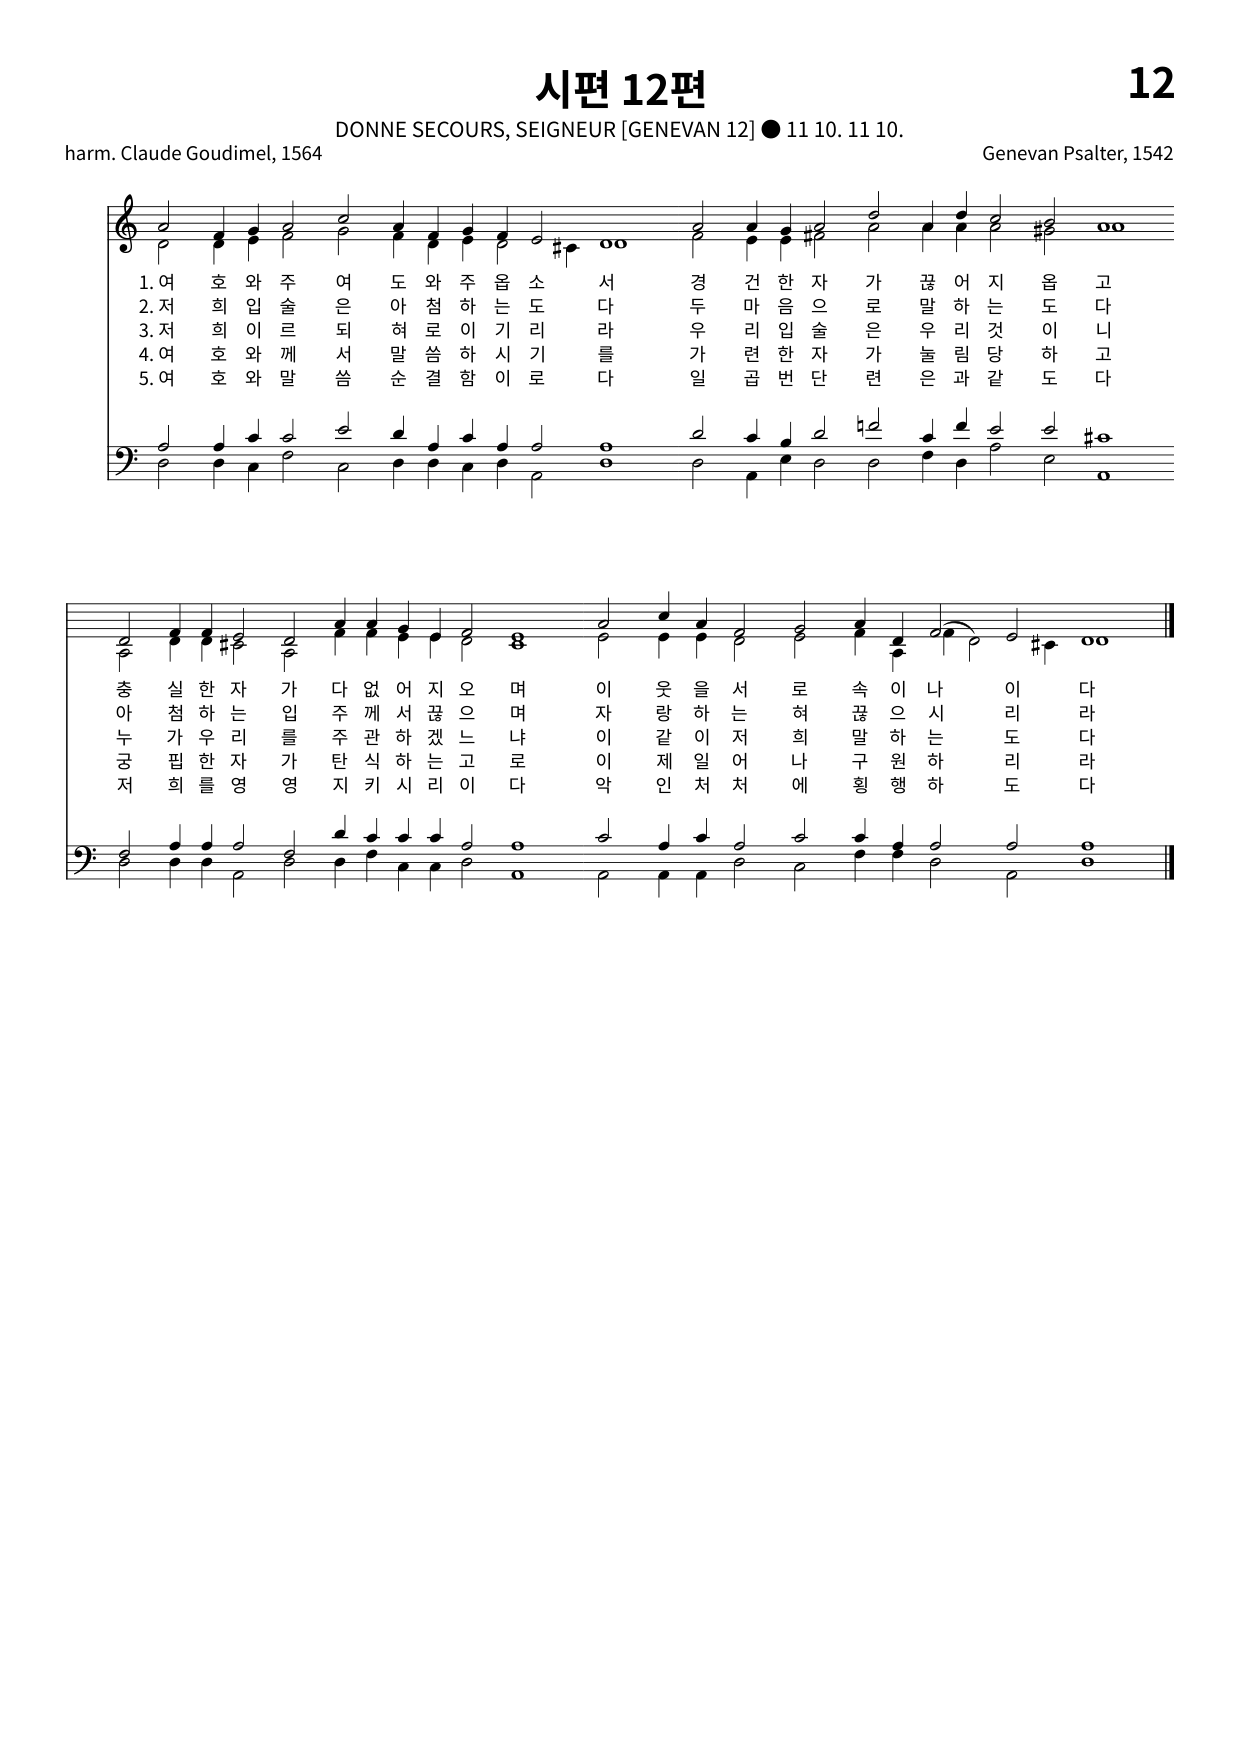 시편 12편
12
DONNE SECOURS, SEIGNEUR [GENEVAN 12] ● 11 10. 11 10.
harm. Claude Goudimel, 1564
Genevan Psalter, 1542
1. 여 호 와 주 여 도 와 주 옵 소 서 경 건 한 자 가 끊 어 지 옵 고
2. 저 희 입 술 은 아 첨 하 는 도 다 두 마 음 으 로 말 하 는 도 다
3. 저 희 이 르 되 혀 로 이 기 리 라 우 리 입 술 은 우 리 것 이 니
4. 여 호 와 께 서 말 씀 하 시 기 를 가 련 한 자 가 눌 림 당 하 고
5. 여 호 와 말 씀 순 결 함 이 로 다 일 곱 번 단 련 은 과 같 도 다
충 실 한 자 가 다 없 어 지 오 며 이 웃 을 서 로 속 이 나 이 다
아 첨 하 는 입 주 께 서 끊 으 며 자 랑 하 는 혀 끊 으 시 리 라
누 가 우 리 를 주 관 하 겠 느 냐 이 같 이 저 희 말 하 는 도 다
궁 핍 한 자 가 탄 식 하 는 고 로 이 제 일 어 나 구 원 하 리 라
저 희 를 영 영 지 키 시 리 이 다 악 인 처 처 에 횡 행 하 도 다